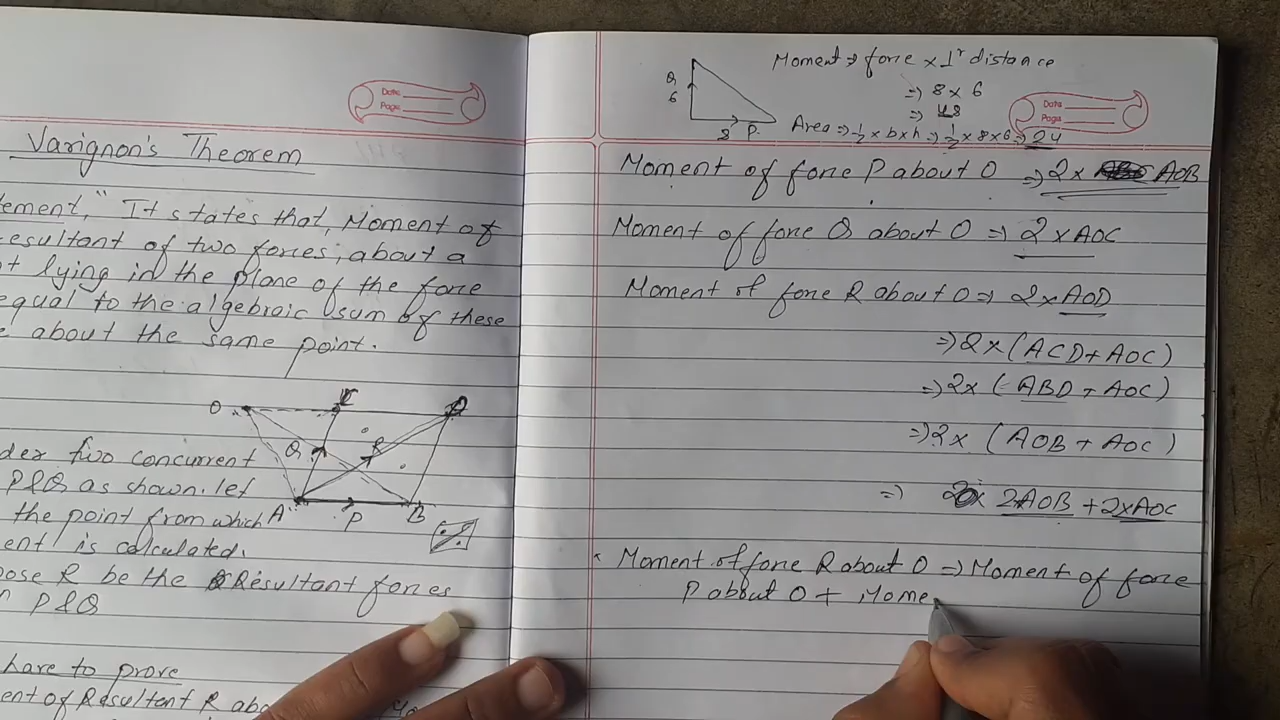 Date:
Page:
Varignon's Theorem
ement, "It states that, Moment of
esultant of two forces, about a
t lying in the plane of the force
equal to the algebraic sum of these
e about the same point.
O
C
D
Q
R
A
P
B
der two concurrent
P&Q as shown. let
the point from which
ent is calculated.
ose R be the Resultant forces
P&Q
have to prove
ent of Resultant R abo
Moment ⇒ force × ⊥r distance
⇒ 8 × 6
⇒ 48
Q
6
8 P
Area ⇒ ½ × b × h ⇒ ½ × 8 × 6 ⇒ 24
Date:
Page:
Moment of force P about O ⇒ 2 × AOB
Moment of force Q about O ⇒ 2 × AOC
Moment of force R about O ⇒ 2 × AOD
⇒ 2 × (ACD + AOC)
⇒ 2 × (ABD + AOC)
⇒ 2 × (AOB + AOC)
⇒ 2×AOB + 2×AOC
Moment of force R about O ⇒ Moment of force
P about O + Mome